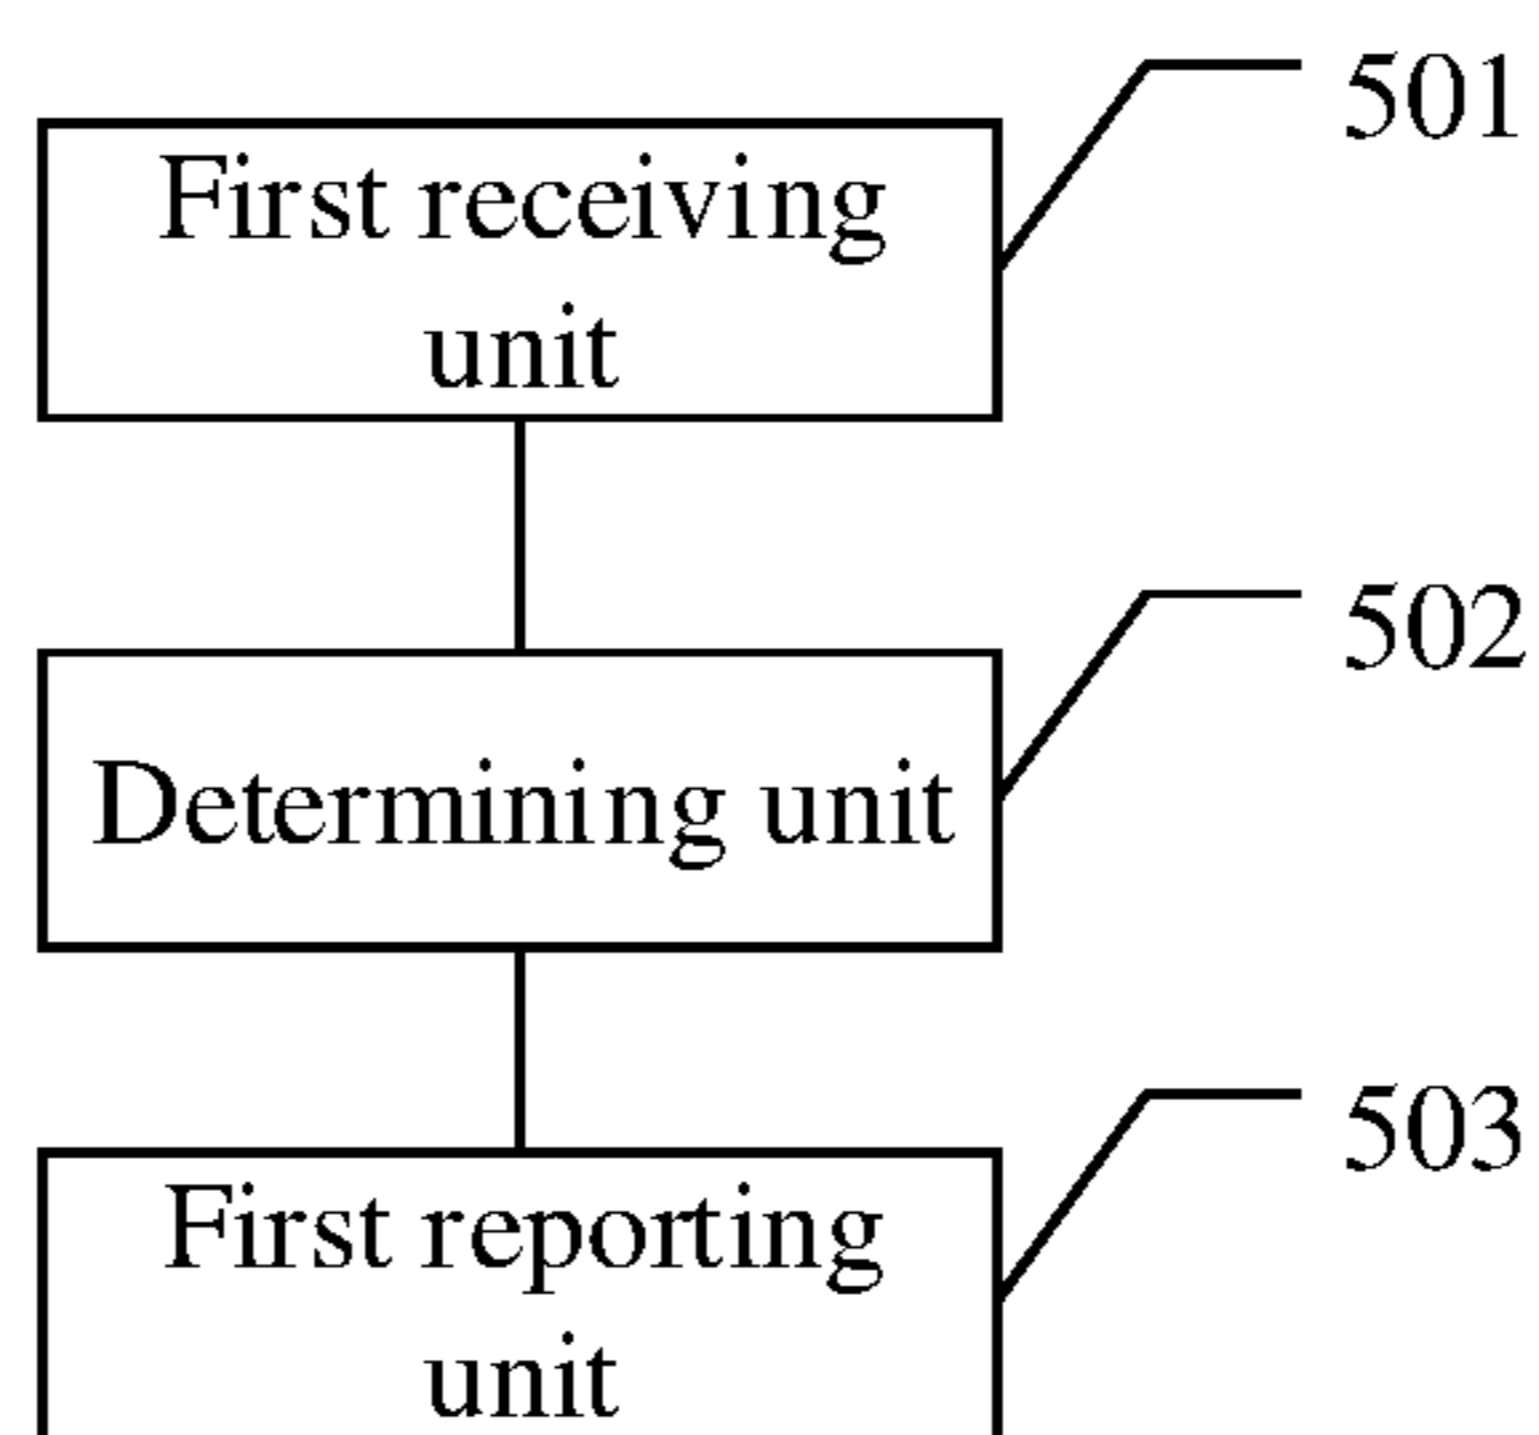 501
First receiving
unit
502
Determining unit
503
First reporting
unit